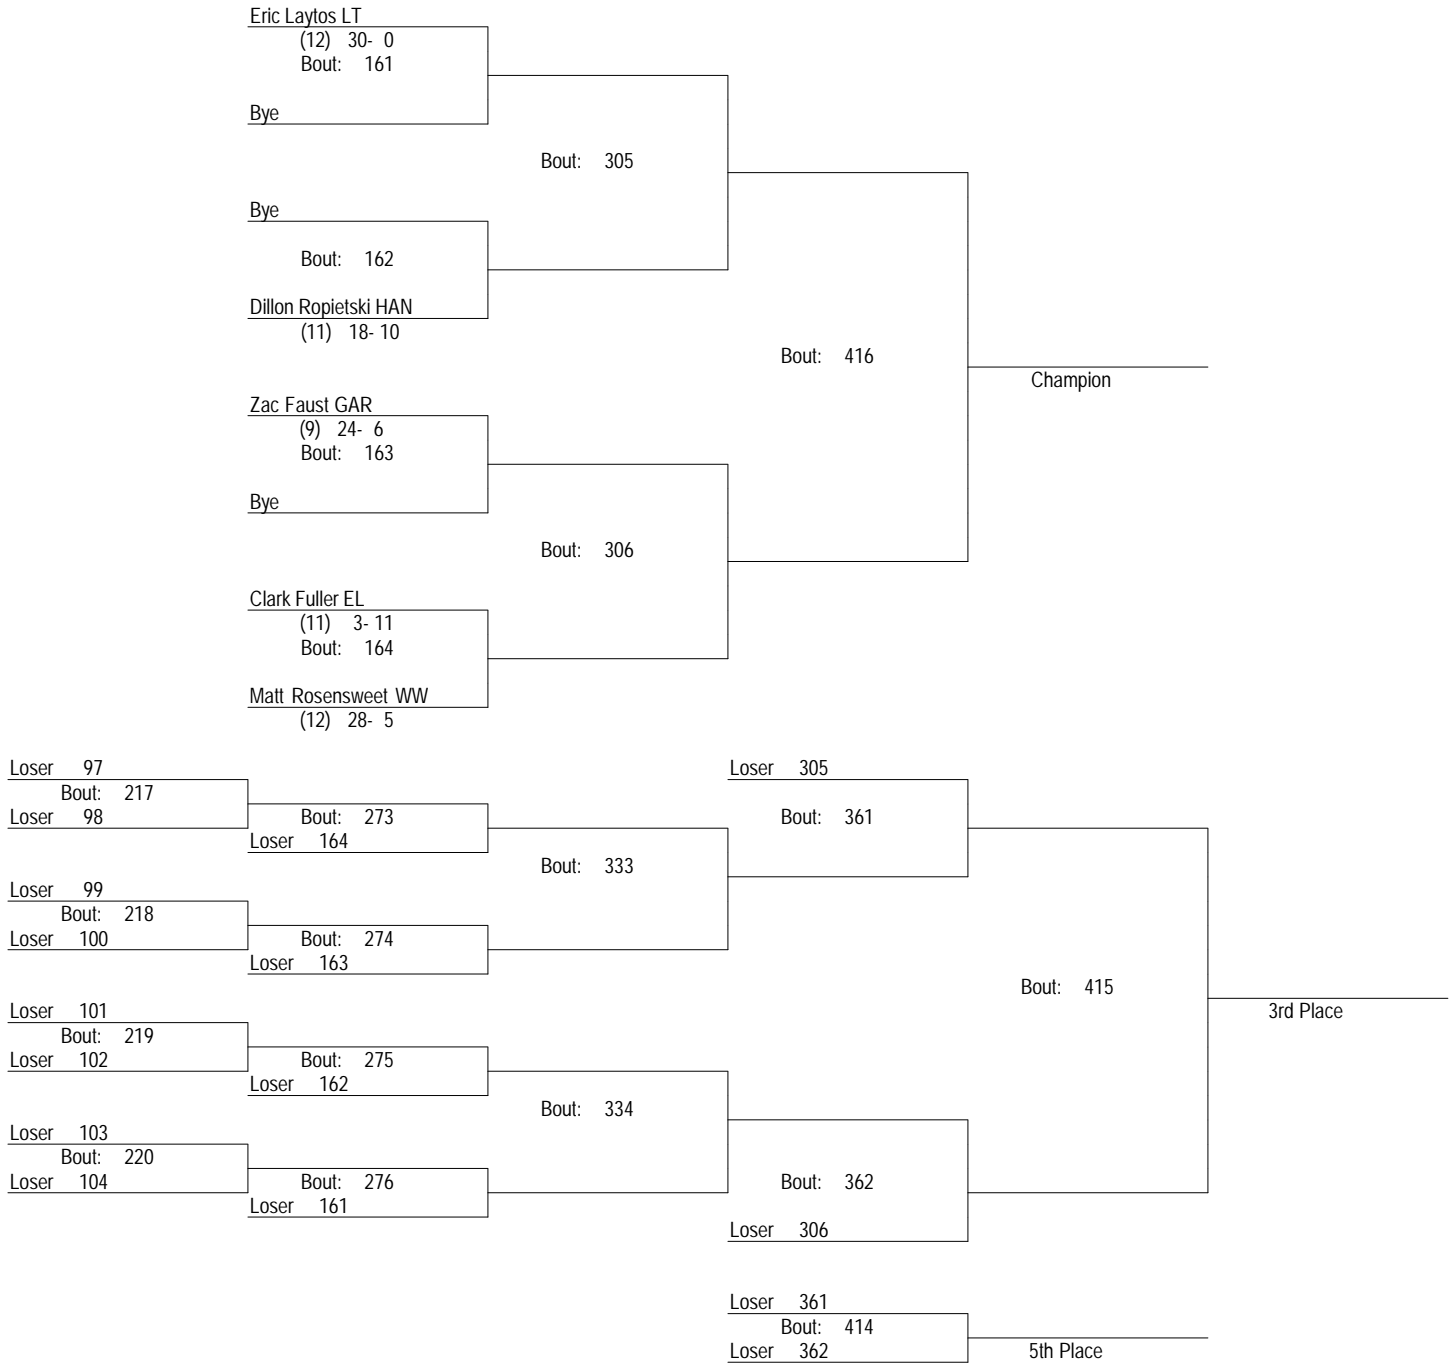 Eric Laytos LT
(12) 30- 0
Bout: 161
Bye
Bout: 305
Bye
Bout: 162
Dillon Ropietski HAN
(11) 18- 10
Bout: 416
Champion
Zac Faust GAR
(9) 24- 6
Bout: 163
Bye
Bout: 306
Clark Fuller EL
(11) 3- 11
Bout: 164
Matt Rosensweet WW
(12) 28- 5
Loser 97
Bout: 217
Loser 98
Bout: 273
Loser 164
Bout: 333
Loser 305
Bout: 361
Loser 99
Bout: 218
Loser 100
Bout: 274
Loser 163
Bout: 415
3rd Place
Loser 101
Bout: 219
Loser 102
Bout: 275
Loser 162
Bout: 334
Loser 103
Bout: 220
Loser 104
Bout: 276
Loser 161
Bout: 362
Loser 306
Loser 361
Bout: 414
Loser 362
5th Place